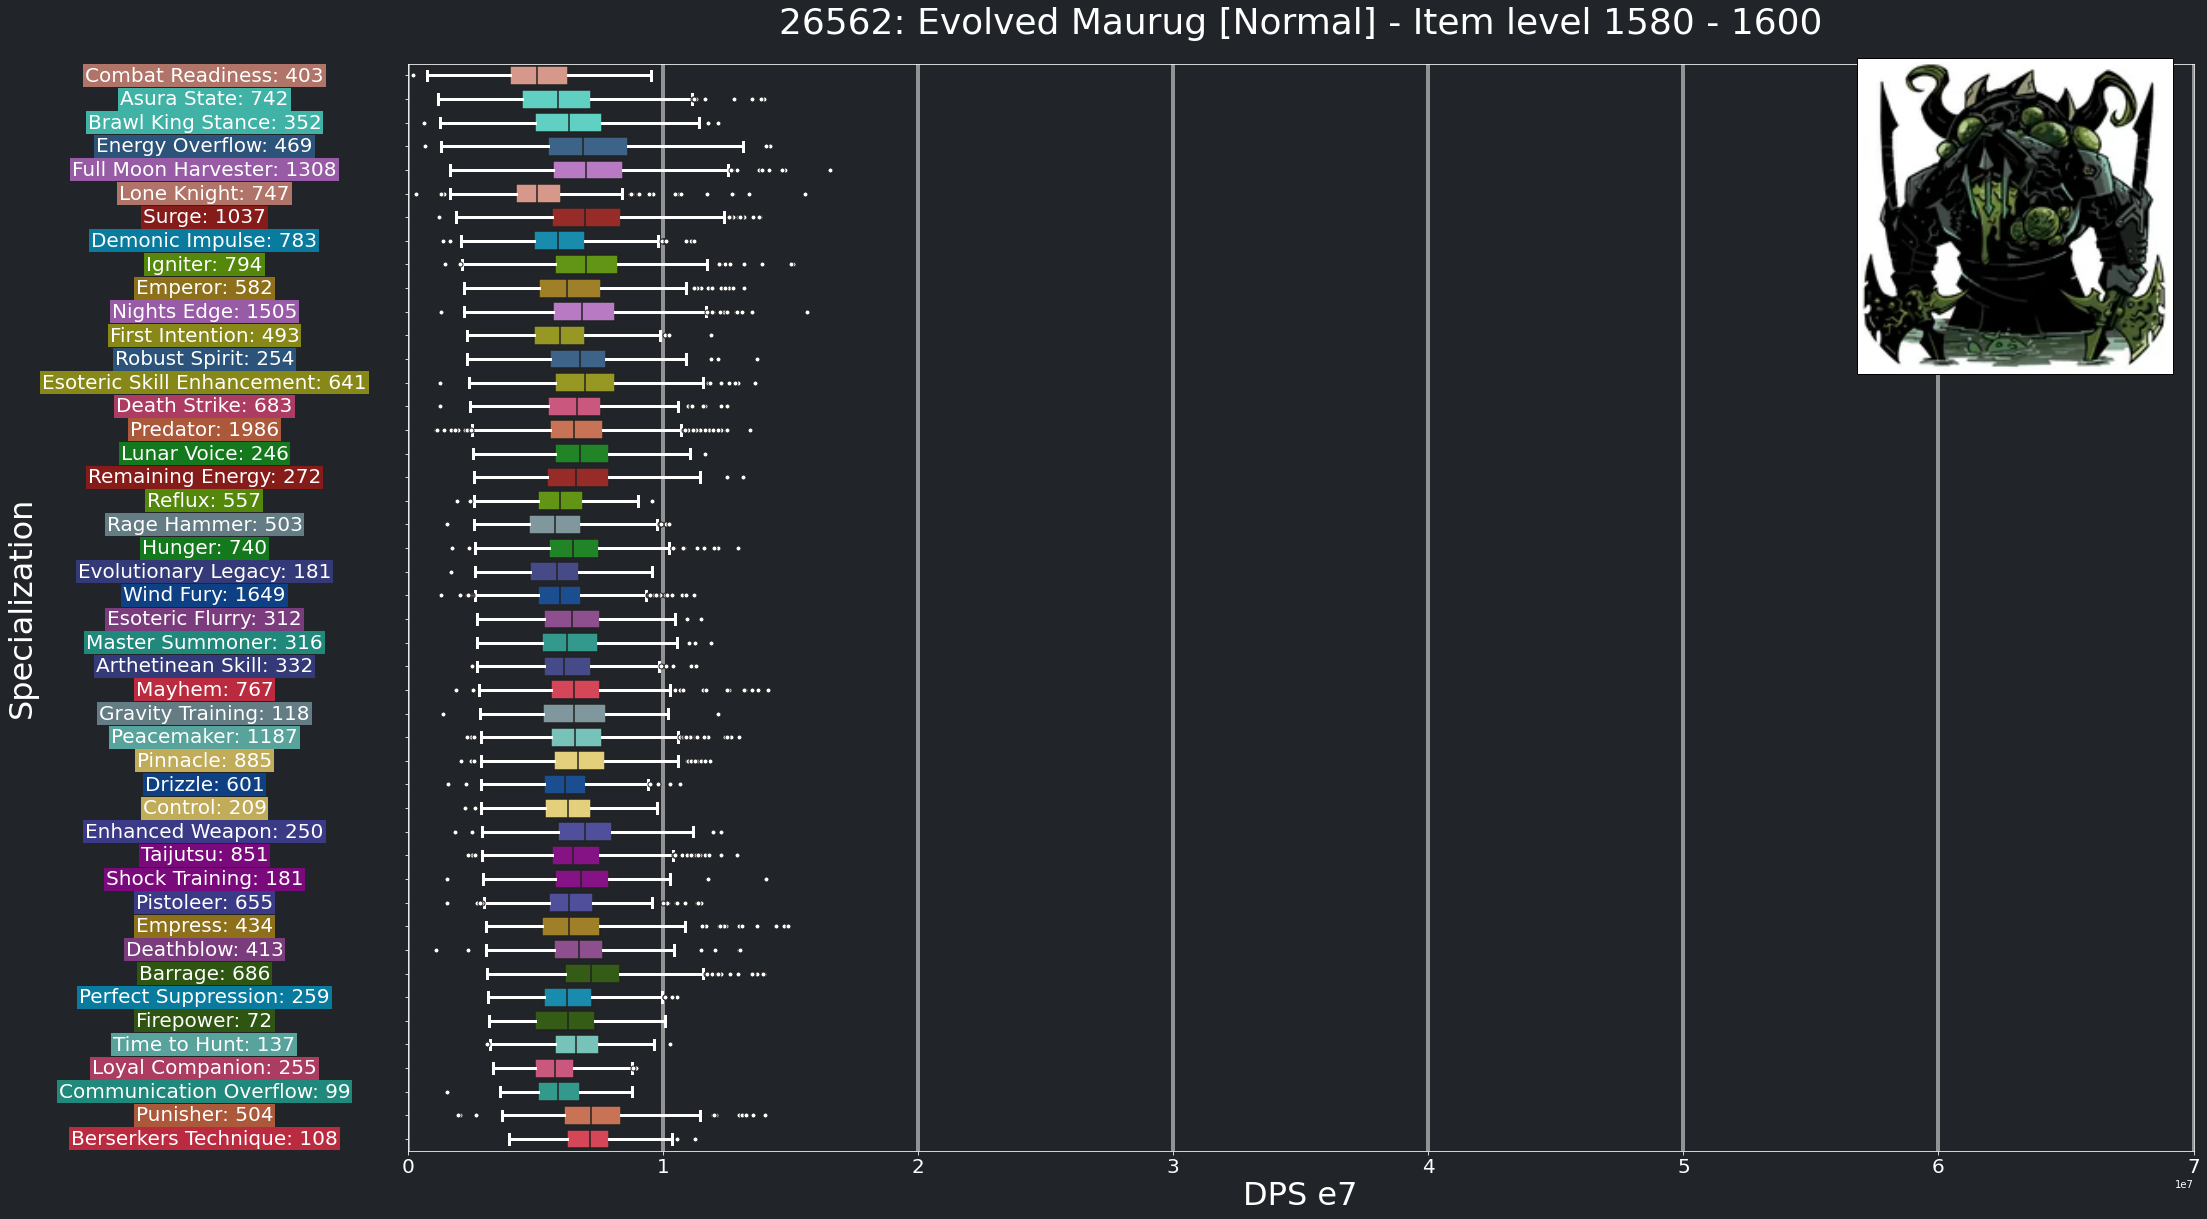 26562: Evolved Maurug [Normal] - Item level 1580 - 1600
Specialization
Combat Readiness: 403
Asura State: 742
Brawl King Stance: 352
Energy Overflow: 469
Full Moon Harvester: 1308
Lone Knight: 747
Surge: 1037
Demonic Impulse: 783
Igniter: 794
Emperor: 582
Nights Edge: 1505
First Intention: 493
Robust Spirit: 254
Esoteric Skill Enhancement: 641
Death Strike: 683
Predator: 1986
Lunar Voice: 246
Remaining Energy: 272
Reflux: 557
Rage Hammer: 503
Hunger: 740
Evolutionary Legacy: 181
Wind Fury: 1649
Esoteric Flurry: 312
Master Summoner: 316
Arthetinean Skill: 332
Mayhem: 767
Gravity Training: 118
Peacemaker: 1187
Pinnacle: 885
Drizzle: 601
Control: 209
Enhanced Weapon: 250
Taijutsu: 851
Shock Training: 181
Pistoleer: 655
Empress: 434
Deathblow: 413
Barrage: 686
Perfect Suppression: 259
Firepower: 72
Time to Hunt: 137
Loyal Companion: 255
Communication Overflow: 99
Punisher: 504
Berserkers Technique: 108
0 1 2 3 4 5 6 7
1e7
DPS e7